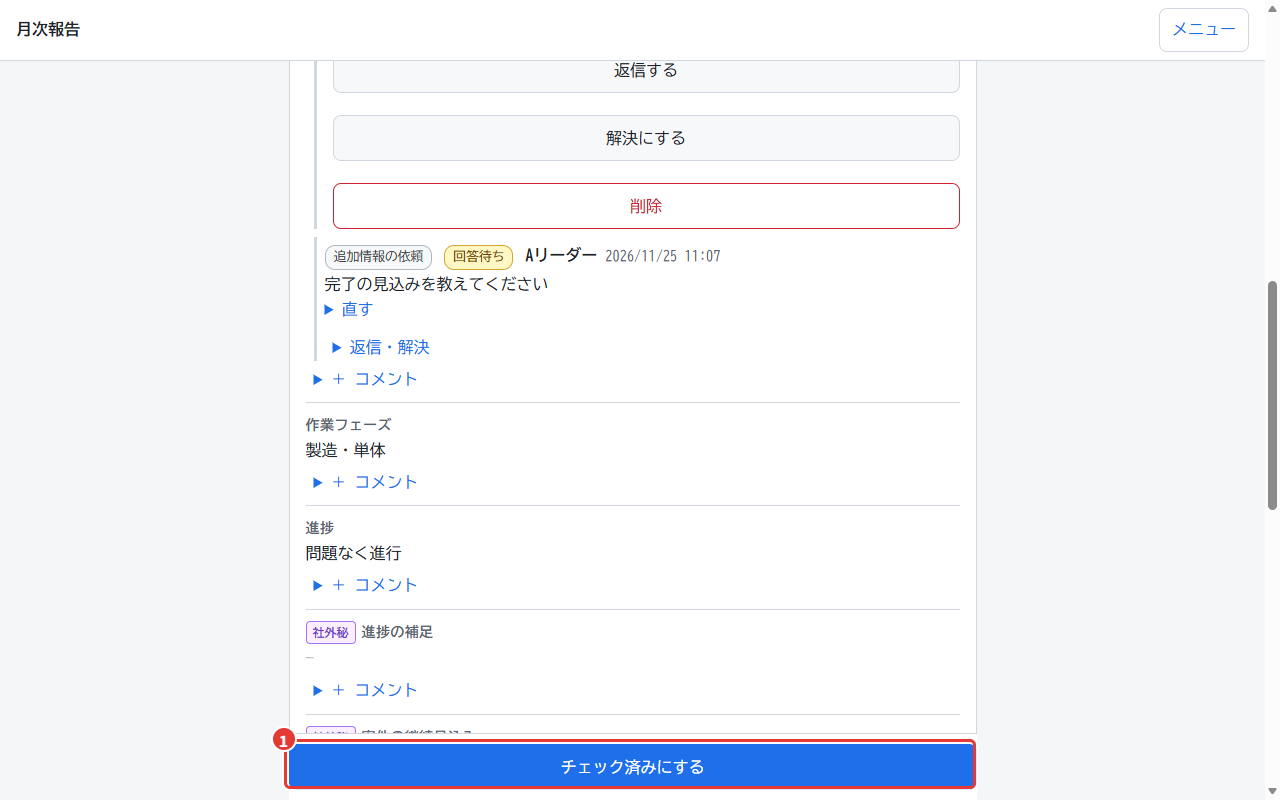 月次報告
メニュー
返信する
解決にする
削除
追加情報の依頼 回答待ち Aリーダー 2026/11/25 11:07
完了の見込みを教えてください
▶ 直す
▶ 返信・解決
▶ ＋ コメント
作業フェーズ
製造・単体
▶ ＋ コメント
進捗
問題なく進行
▶ ＋ コメント
社外秘 進捗の補足
—
▶ ＋ コメント
1
チェック済みにする